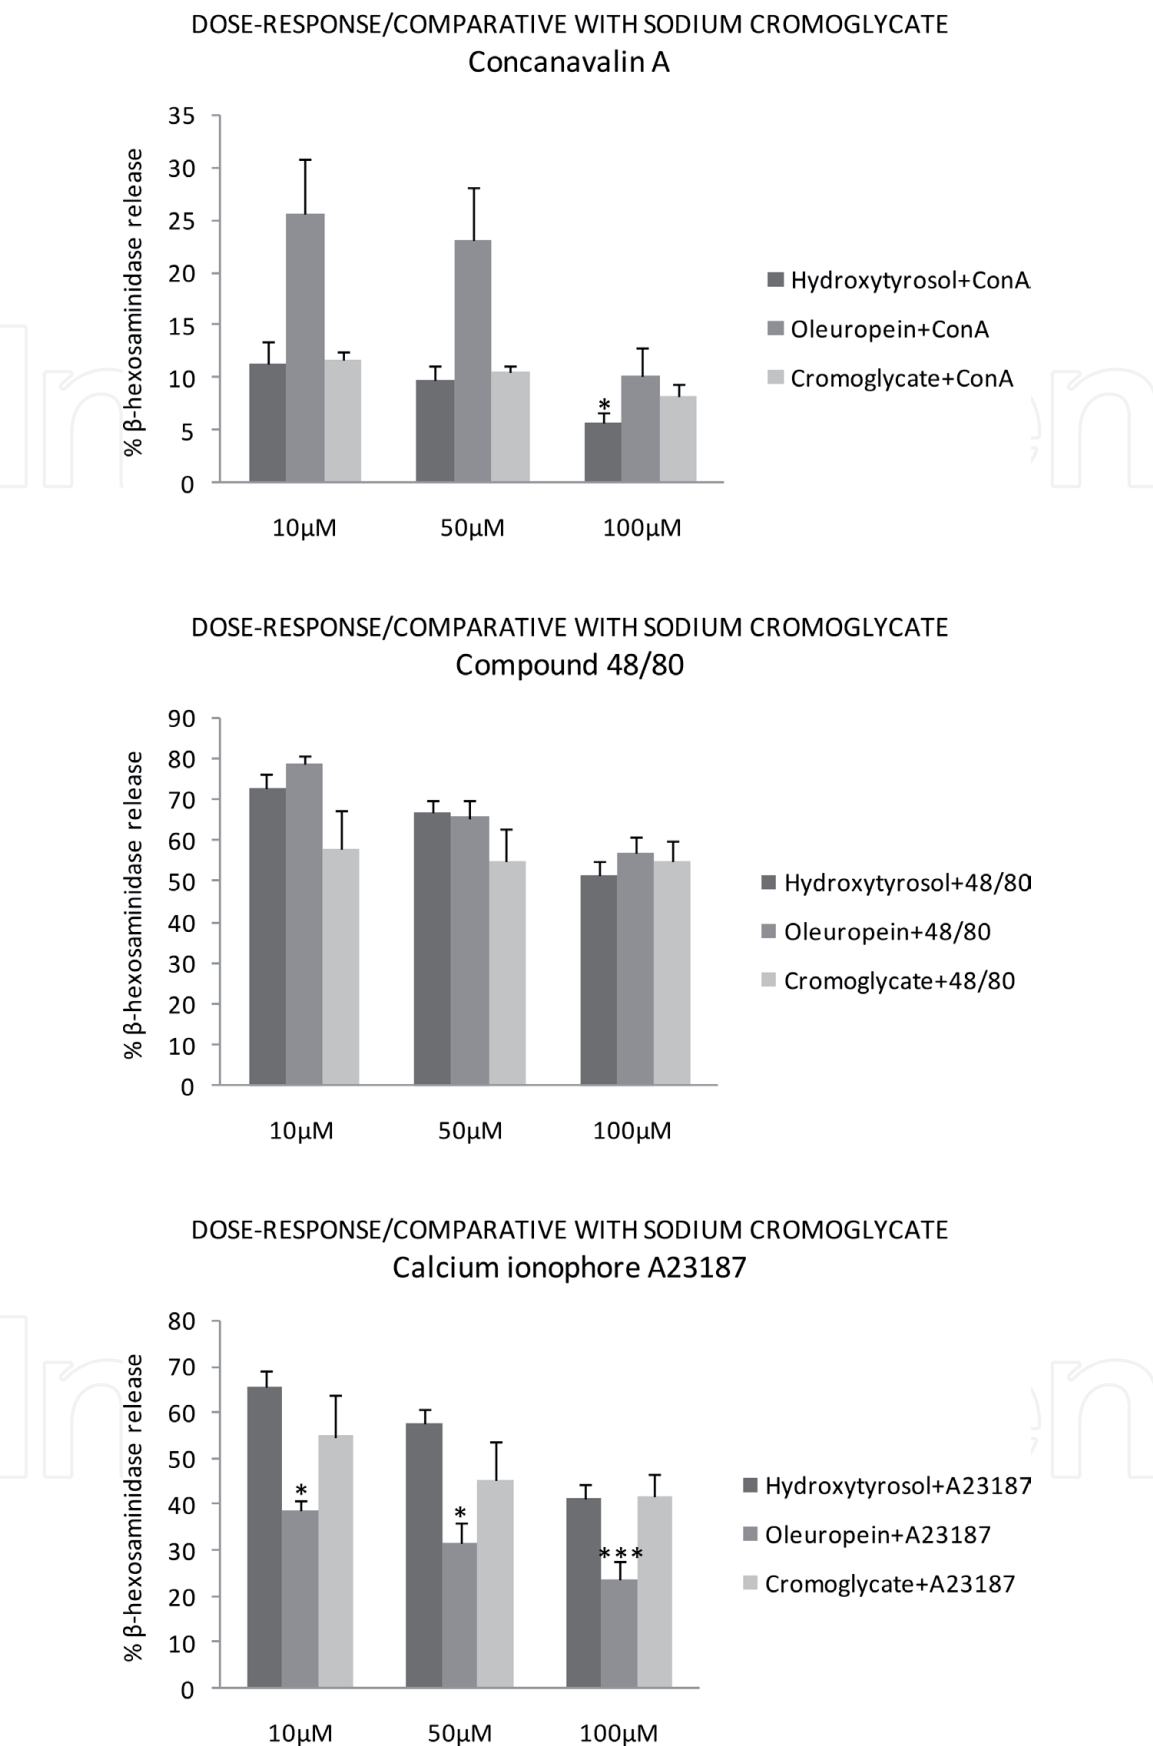 DOSE-RESPONSE/COMPARATIVE WITH SODIUM CROMOGLYCATE
Concanavalin A
% β-hexosaminidase release
35
30
25
20
15
10
5
0
*
10µM 50µM 100µM
Hydroxytyrosol+ConA
Oleuropein+ConA
Cromoglycate+ConA
DOSE-RESPONSE/COMPARATIVE WITH SODIUM CROMOGLYCATE
Compound 48/80
% β-hexosaminidase release
90
80
70
60
50
40
30
20
10
0
10µM 50µM 100µM
Hydroxytyrosol+48/80
Oleuropein+48/80
Cromoglycate+48/80
DOSE-RESPONSE/COMPARATIVE WITH SODIUM CROMOGLYCATE
Calcium ionophore A23187
% β-hexosaminidase release
80
70
60
50
40
30
20
10
0
* * ***
10µM 50µM 100µM
Hydroxytyrosol+A23187
Oleuropein+A23187
Cromoglycate+A23187